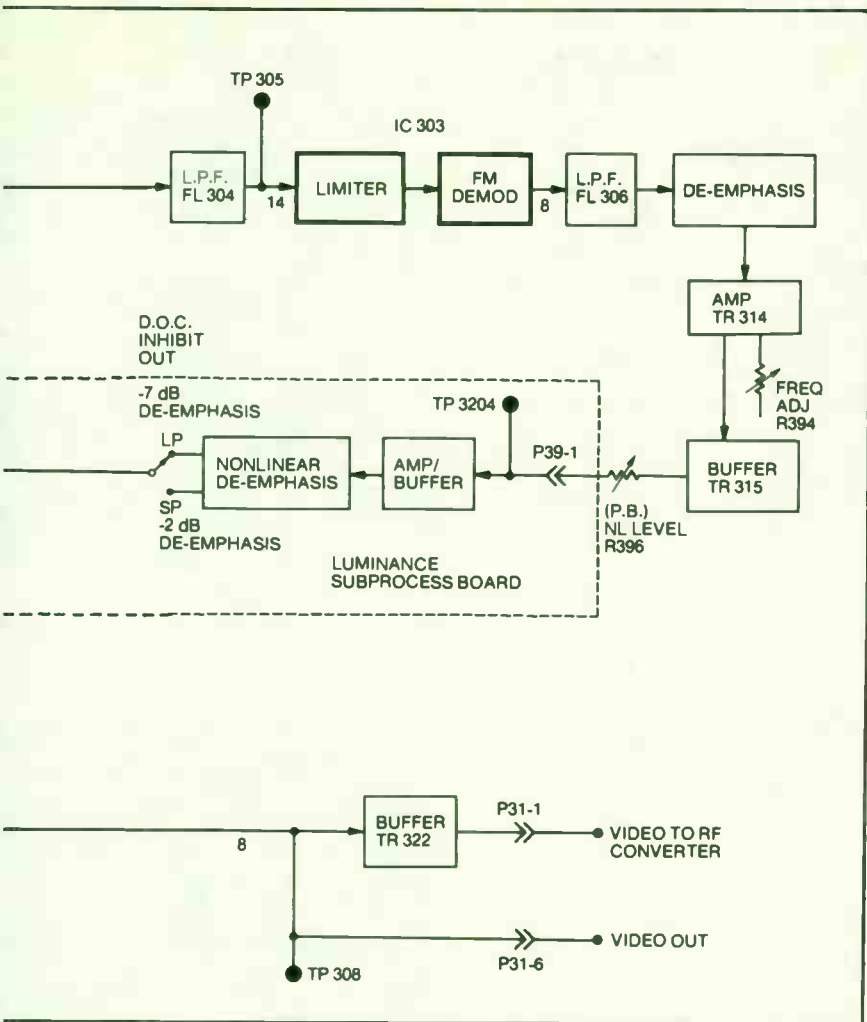 TP 305
IC 303
L.P.F.
FL 304
14
LIMITER
FM
DEMOD
8
L.P.F.
FL 306
DE-EMPHASIS
AMP
TR 314
FREQ
ADJ
R394
D.O.C.
INHIBIT
OUT
-7 dB
DE-EMPHASIS
LP
SP
-2 dB
DE-EMPHASIS
NONLINEAR
DE-EMPHASIS
AMP/
BUFFER
TP 3204
P39-1
(P.B.)
NL LEVEL
R396
BUFFER
TR 315
LUMINANCE
SUBPROCESS BOARD
8
BUFFER
TR 322
P31-1
VIDEO TO RF
CONVERTER
VIDEO OUT
P31-6
TP 308